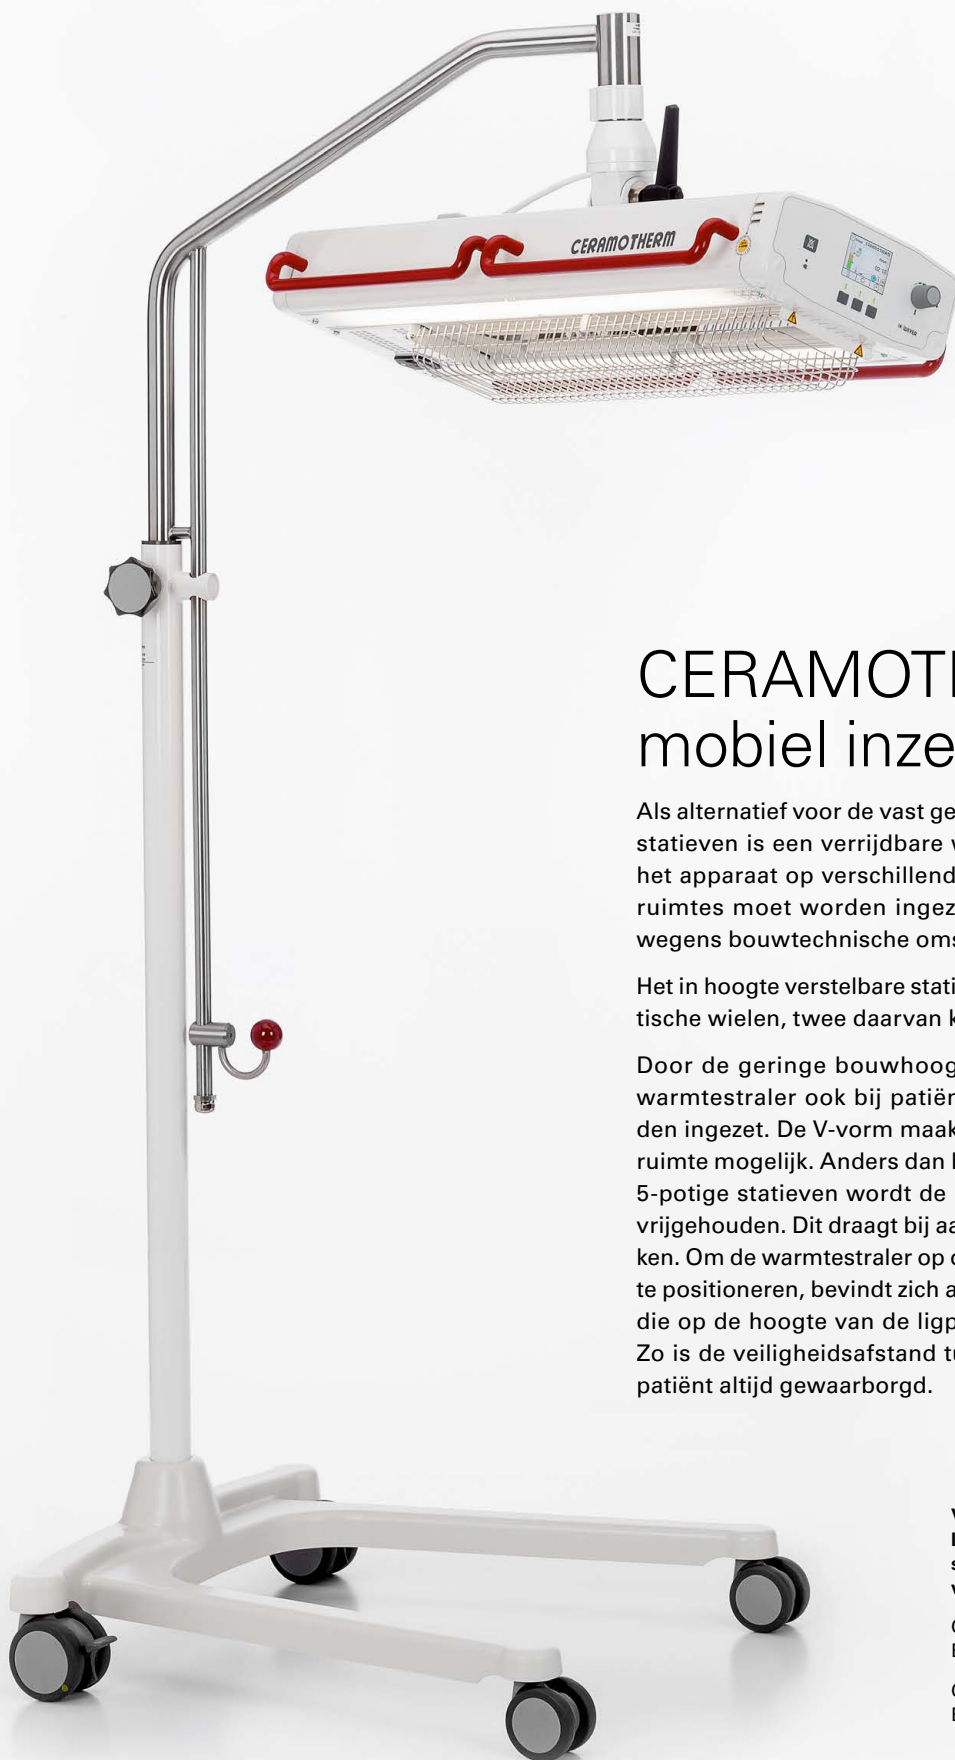 CERAMOTHERM
CERAMOT
mobiel inze
Als alternatief voor de vast ge
statieven is een verrijdbare
het apparaat op verschillend
ruimtes moet worden ingez
wegens bouwtechnische oms
Het in hoogte verstelbare stati
tische wielen, twee daarvan k
Door de geringe bouwhoog
warmtestraler ook bij patiën
den ingezet. De V-vorm maak
ruimte mogelijk. Anders dan
5-potige statieven wordt de
vrijgehouden. Dit draagt bij aa
ken. Om de warmtestraler op
te positioneren, bevindt zich a
die op de hoogte van de ligp
Zo is de veiligheidsafstand tu
patiënt altijd gewaarborgd.